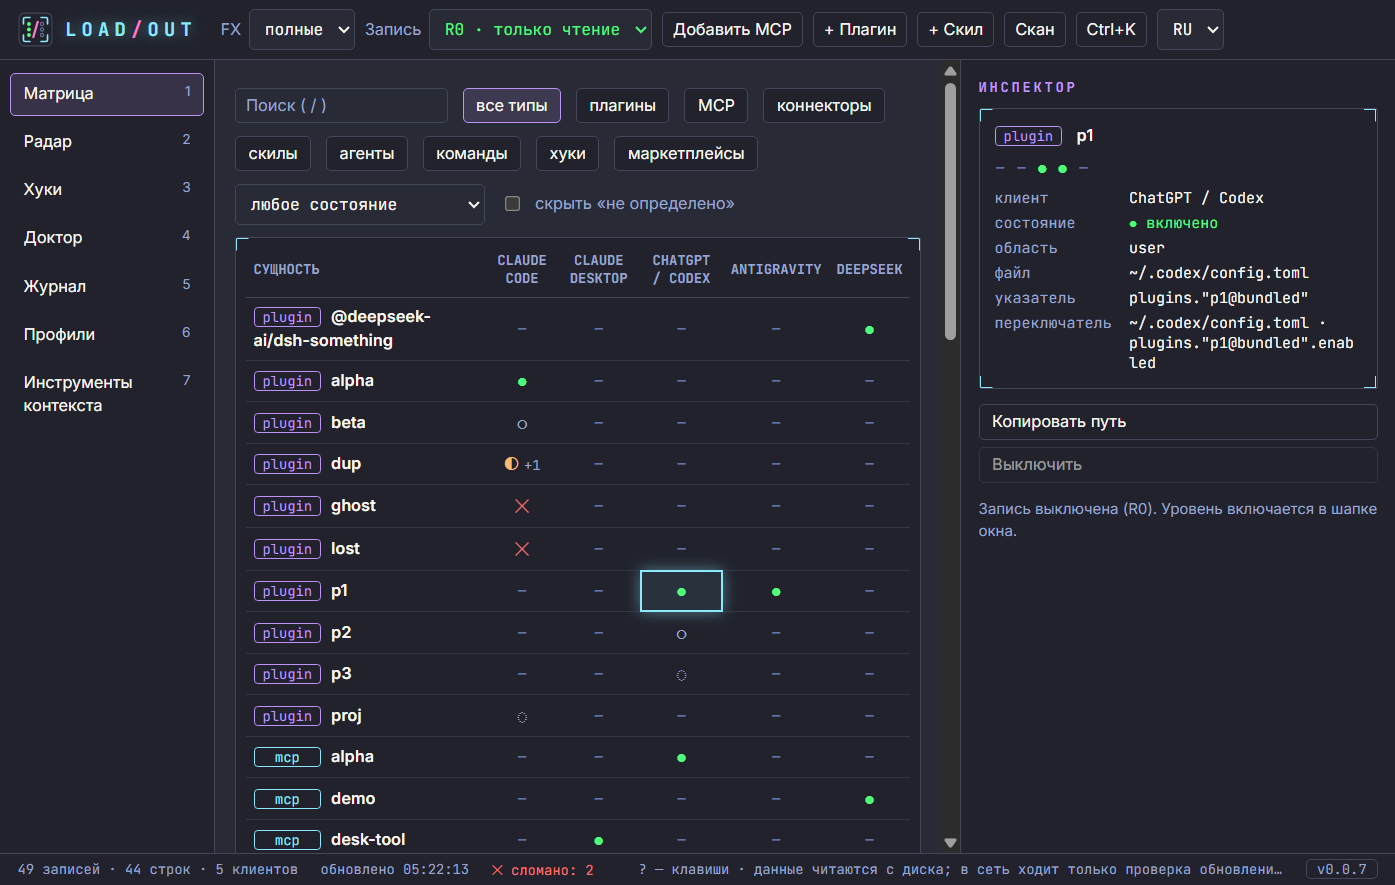 LOAD/OUT FX полные Запись R0 · только чтение Добавить MCP + Плагин + Скил Скан Ctrl+K RU
Матрица 1
Радар 2
Хуки 3
Доктор 4
Журнал 5
Профили 6
Инструменты контекста 7
Поиск ( / ) все типы плагины MCP коннекторы
скилы агенты команды хуки маркетплейсы
любое состояние скрыть «не определено»
СУЩНОСТЬ CLAUDE CODE CLAUDE DESKTOP CHATGPT / CODEX ANTIGRAVITY DEEPSEEK
plugin @deepseek-ai/dsh-something — — — — ●
plugin alpha ● — — — —
plugin beta ○ — — — —
plugin dup ◐ +1 — — — —
plugin ghost ✕ — — — —
plugin lost ✕ — — — —
plugin p1 — — ● ● —
plugin p2 — — ○ — —
plugin p3 — — ◌ — —
plugin proj ◌ — — — —
mcp alpha — — ● — —
mcp demo — — — — ●
mcp desk-tool — ● — — —
ИНСПЕКТОР
plugin p1
— — ● ● —
клиент ChatGPT / Codex
состояние ● включено
область user
файл ~/.codex/config.toml
указатель plugins."p1@bundled"
переключатель ~/.codex/config.toml ·
plugins."p1@bundled".enab
led
Копировать путь
Выключить
Запись выключена (R0). Уровень включается в шапке
окна.
49 записей · 44 строк · 5 клиентов обновлено 05:22:13 ✕ сломано: 2 ? — клавиши · данные читаются с диска; в сеть ходит только проверка обновлени… v0.0.7